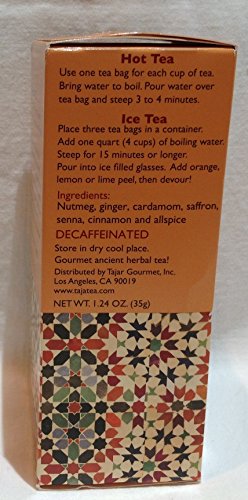 Hot Tea
Use one tea bag for each cup of tea.
Bring water to boil. Pour water over
tea bag and steep 3 to 4 minutes.
Ice Tea
Place three tea bags in a container.
Add one quart (4 cups) of boiling water.
Steep for 15 minutes or longer.
Pour into ice filled glasses. Add orange,
lemon or lime peel, then devour!
Ingredients:
Nutmeg, ginger, cardamom, saffron,
senna, cinnamon and allspice
DECAFFEINATED
Store in dry cool place.
Gourmet ancient herbal tea!
Distributed by Tajar Gourmet, Inc.
Los Angeles, CA 90019
www.tajatea.com
NET WT. 1.24 OZ. (35g)